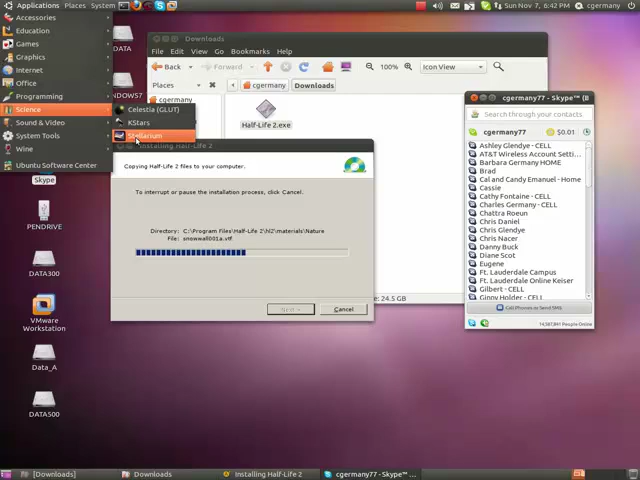 Applications Places System
Sun Nov 7, 6:42 PM cgermany
Accessories
Education
Games
Graphics
Internet
Office
Programming
Science
Sound & Video
System Tools
Wine
Ubuntu Software Center
Celestia (GLUT)
KStars
Stellarium
DATA
Skype
PENDRIVE
DATA300
VMware
Workstation
Data_A
DATA500
Downloads
File Edit View Go Bookmarks Help
Back 100% Icon View
Places cgermany Downloads
cgermany
Half-Life 2.exe
24.5 GB
Installing Half-Life 2
Copying Half-Life 2 files to your computer.
To interrupt or pause the installation process, click Cancel.
Directory: C:\Program Files\Half-Life 2\hl2\materials\Nature
File: snowwall001a.vtf
Next >
Cancel
cgermany77 - Skype™ (B
Search through your contacts
cgermany77 $0.01
Ashley Glendye - CELL
AT&T Wireless Account Setti...
Barbara Germany HOME
Brad
Cal and Candy Emanuel - Home
Cassie
Cathy Fontaine - CELL
Charles Germany - CELL
Chattra Roeun
Chris Daniel
Chris Glendye
Chris Nacer
Danny Buck
Diane Scot
Eugene
Ft. Lauderdale Campus
Ft. Lauderdale Online Keiser
Gilbert - CELL
Ginny Holder - CELL
Call Phones or Send SMS
People Online
[Downloads] Downloads Installing Half-Life 2 cgermany77 - Skype™ ...